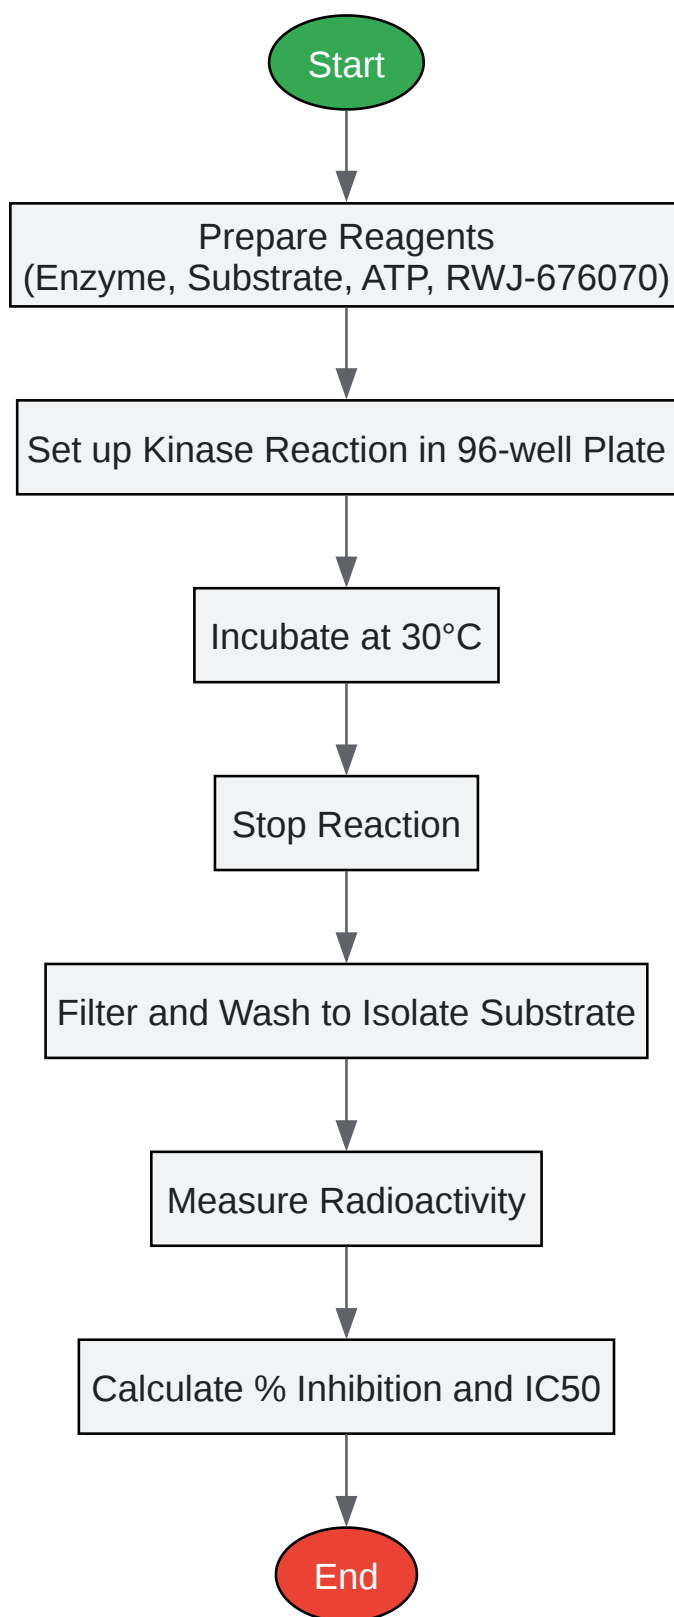 Start
Prepare Reagents
(Enzyme, Substrate, ATP, RWJ-676070)
Set up Kinase Reaction in 96-well Plate
Incubate at 30°C
Stop Reaction
Filter and Wash to Isolate Substrate
Measure Radioactivity
Calculate % Inhibition and IC50
End